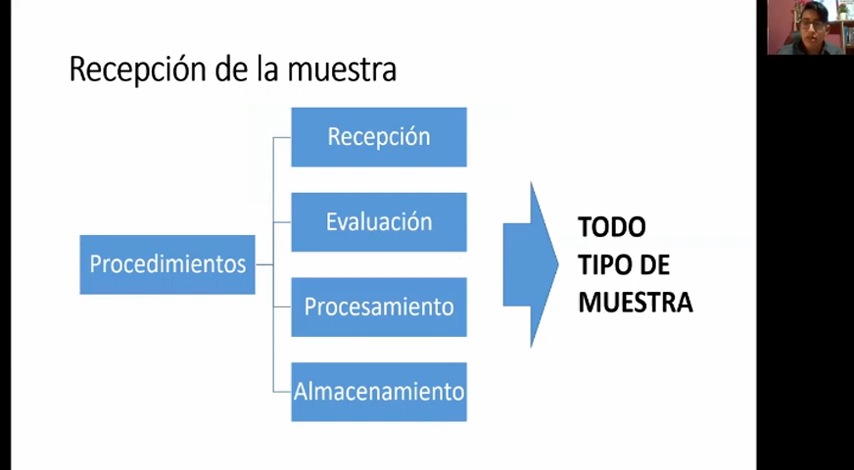 Recepción de la muestra
Procedimientos
Recepción
Evaluación
Procesamiento
Almacenamiento
TODO
TIPO DE
MUESTRA